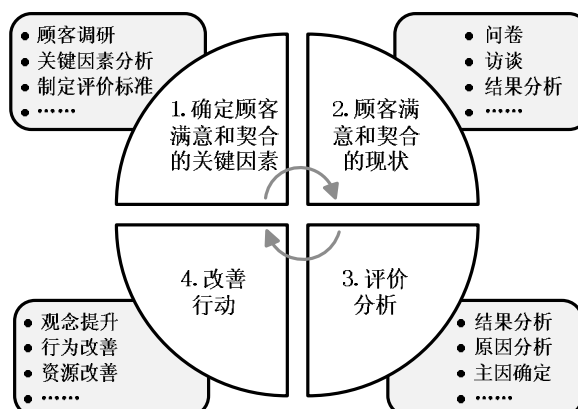 • 顾客调研
• 关键因素分析
• 制定评价标准
• ……
1.确定顾客
满意和契合
的关键因素
• 问卷
• 访谈
• 结果分析
• ……
2.顾客满
意和契合
的现状
4.改善
行动
• 观念提升
• 行为改善
• 资源改善
• ……
3.评价
分析
• 结果分析
• 原因分析
• 主因确定
• ……